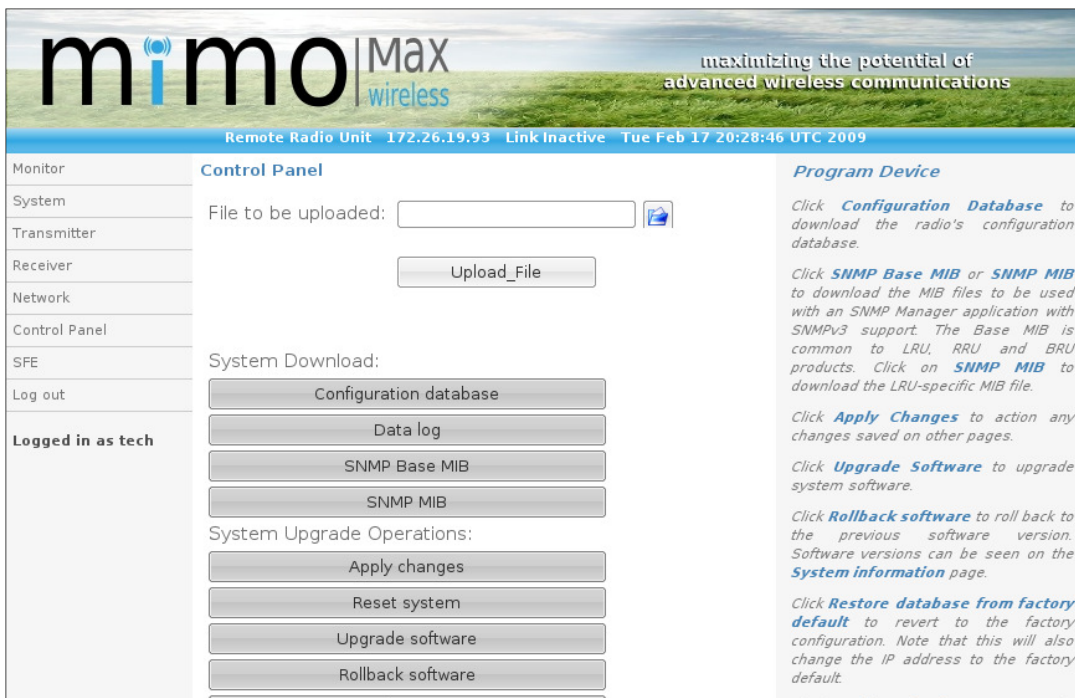 mimo Max wireless
maximizing the potential of
advanced wireless communications
Remote Radio Unit 172.26.19.93 Link Inactive Tue Feb 17 20:28:46 UTC 2009
Monitor
System
Transmitter
Receiver
Network
Control Panel
SFE
Log out
Logged in as tech
Control Panel
File to be uploaded:
Upload_File
System Download:
Configuration database
Data log
SNMP Base MIB
SNMP MIB
System Upgrade Operations:
Apply changes
Reset system
Upgrade software
Rollback software
Program Device
Click Configuration Database to
download the radio's configuration
database.
Click SNMP Base MIB or SNMP MIB
to download the MIB files to be used
with an SNMP Manager application with
SNMPv3 support. The Base MIB is
common to LRU, RRU and BRU
products. Click on SNMP MIB to
download the LRU-specific MIB file.
Click Apply Changes to action any
changes saved on other pages.
Click Upgrade Software to upgrade
system software.
Click Rollback software to roll back to
the previous software version.
Software versions can be seen on the
System information page.
Click Restore database from factory
default to revert to the factory
configuration. Note that this will also
change the IP address to the factory
default.